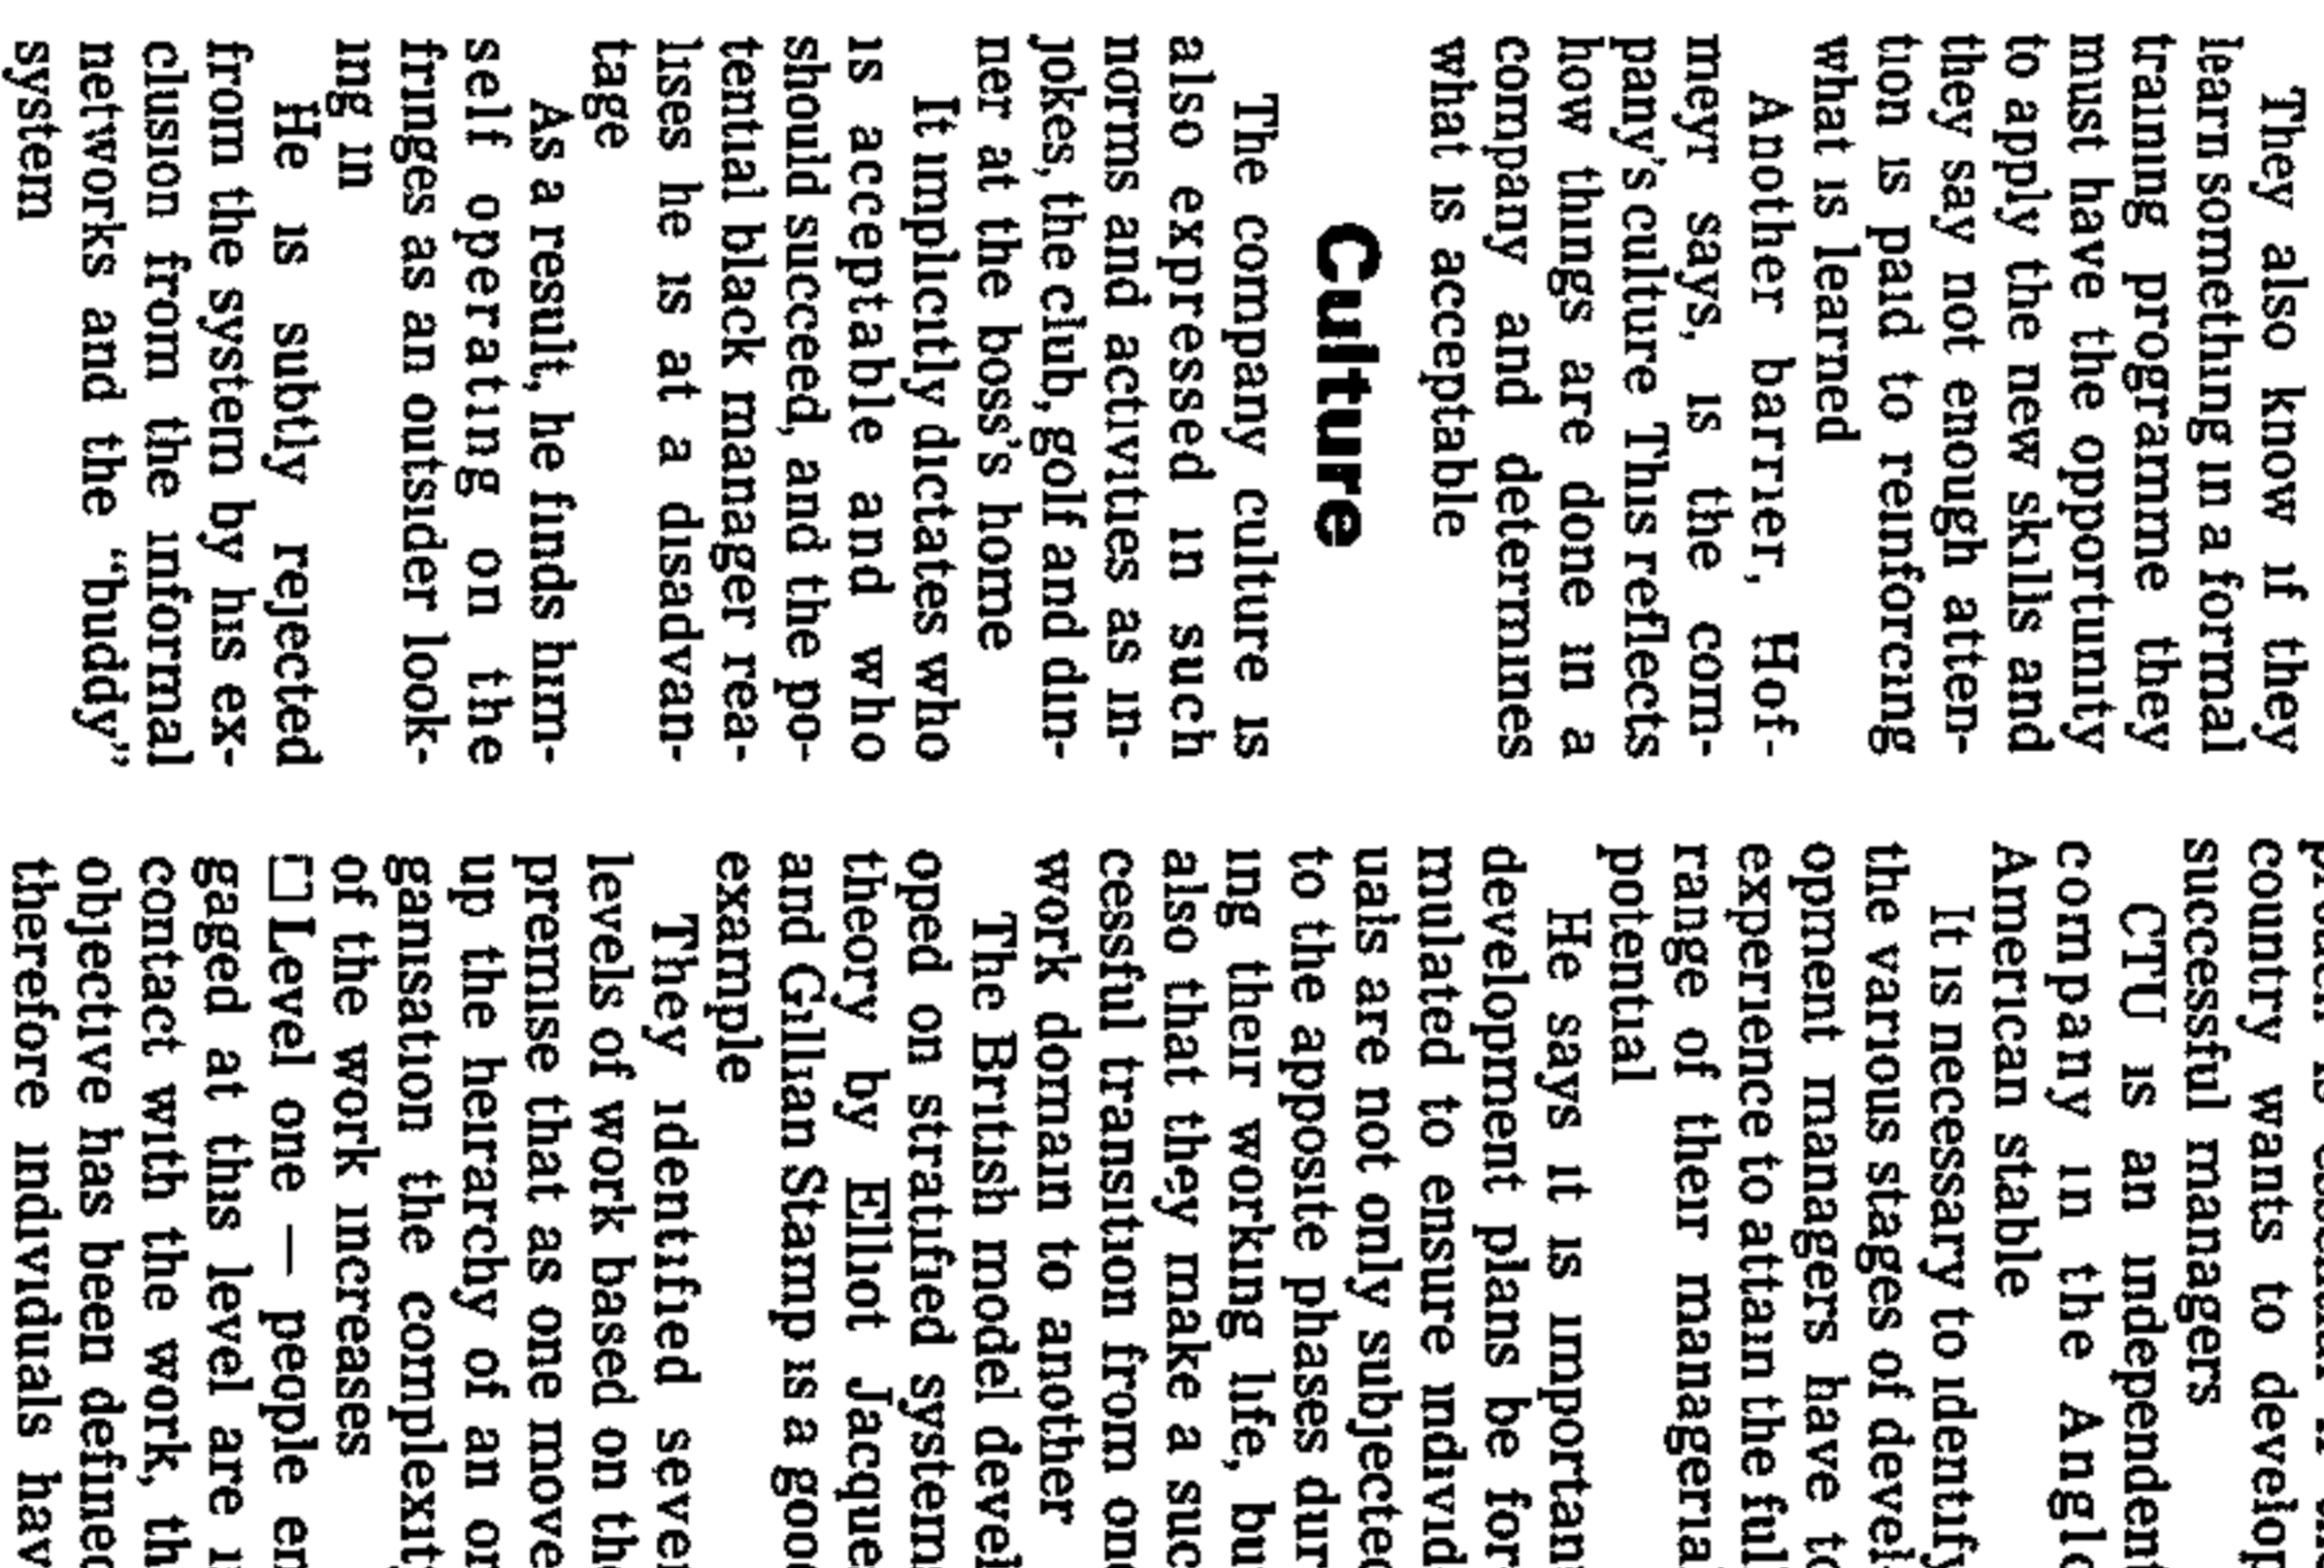 They also know if they
learn something in a formal
training programme they
must have the opportunity
to apply the new skills and
they say not enough atten-
tion is paid to reinforcing
what is learned
Another barrier, Hof-
meyr says, is the com-
pany's culture This reflects
how things are done in a
company and determines
what is acceptable
Culture
The company culture is
also expressed in such
norms and activities as in-
jokes, the club, golf and din-
ner at the boss's home
It implicitly dictates who
is acceptable and who
should succeed, and the po-
tential black manager rea-
lises he is at a disadvan-
tage
As a result, he finds him-
self operating on the
fringes as an outsider look-
ing in
He is subtly rejected
from the system by his ex-
clusion from the informal
networks and the "buddy"
system
country wants to develop
successful managers
CTU is an independent
company in the Anglo
American stable
It is necessary to identify
the various stages of devel
opment managers have to
experience to attain the full
range of their managerial
potential
He says it is important
development plans be for
mulated to ensure individ
uals are not only subjected
to the apposite phases dur
ing their working life, but
also that they make a suc
cessful transition from one
work domain to another
The British model devel
oped on stratified system
theory by Elliot Jacque
and Gillian Stamp is a good
example
They identified seven
levels of work based on the
premise that as one move
up the heirarchy of an or
ganisation the complexit
of the work increases
□ Level one — people en
gaged at this level are
contact with the work, th
objective has been defined
therefore individuals hav